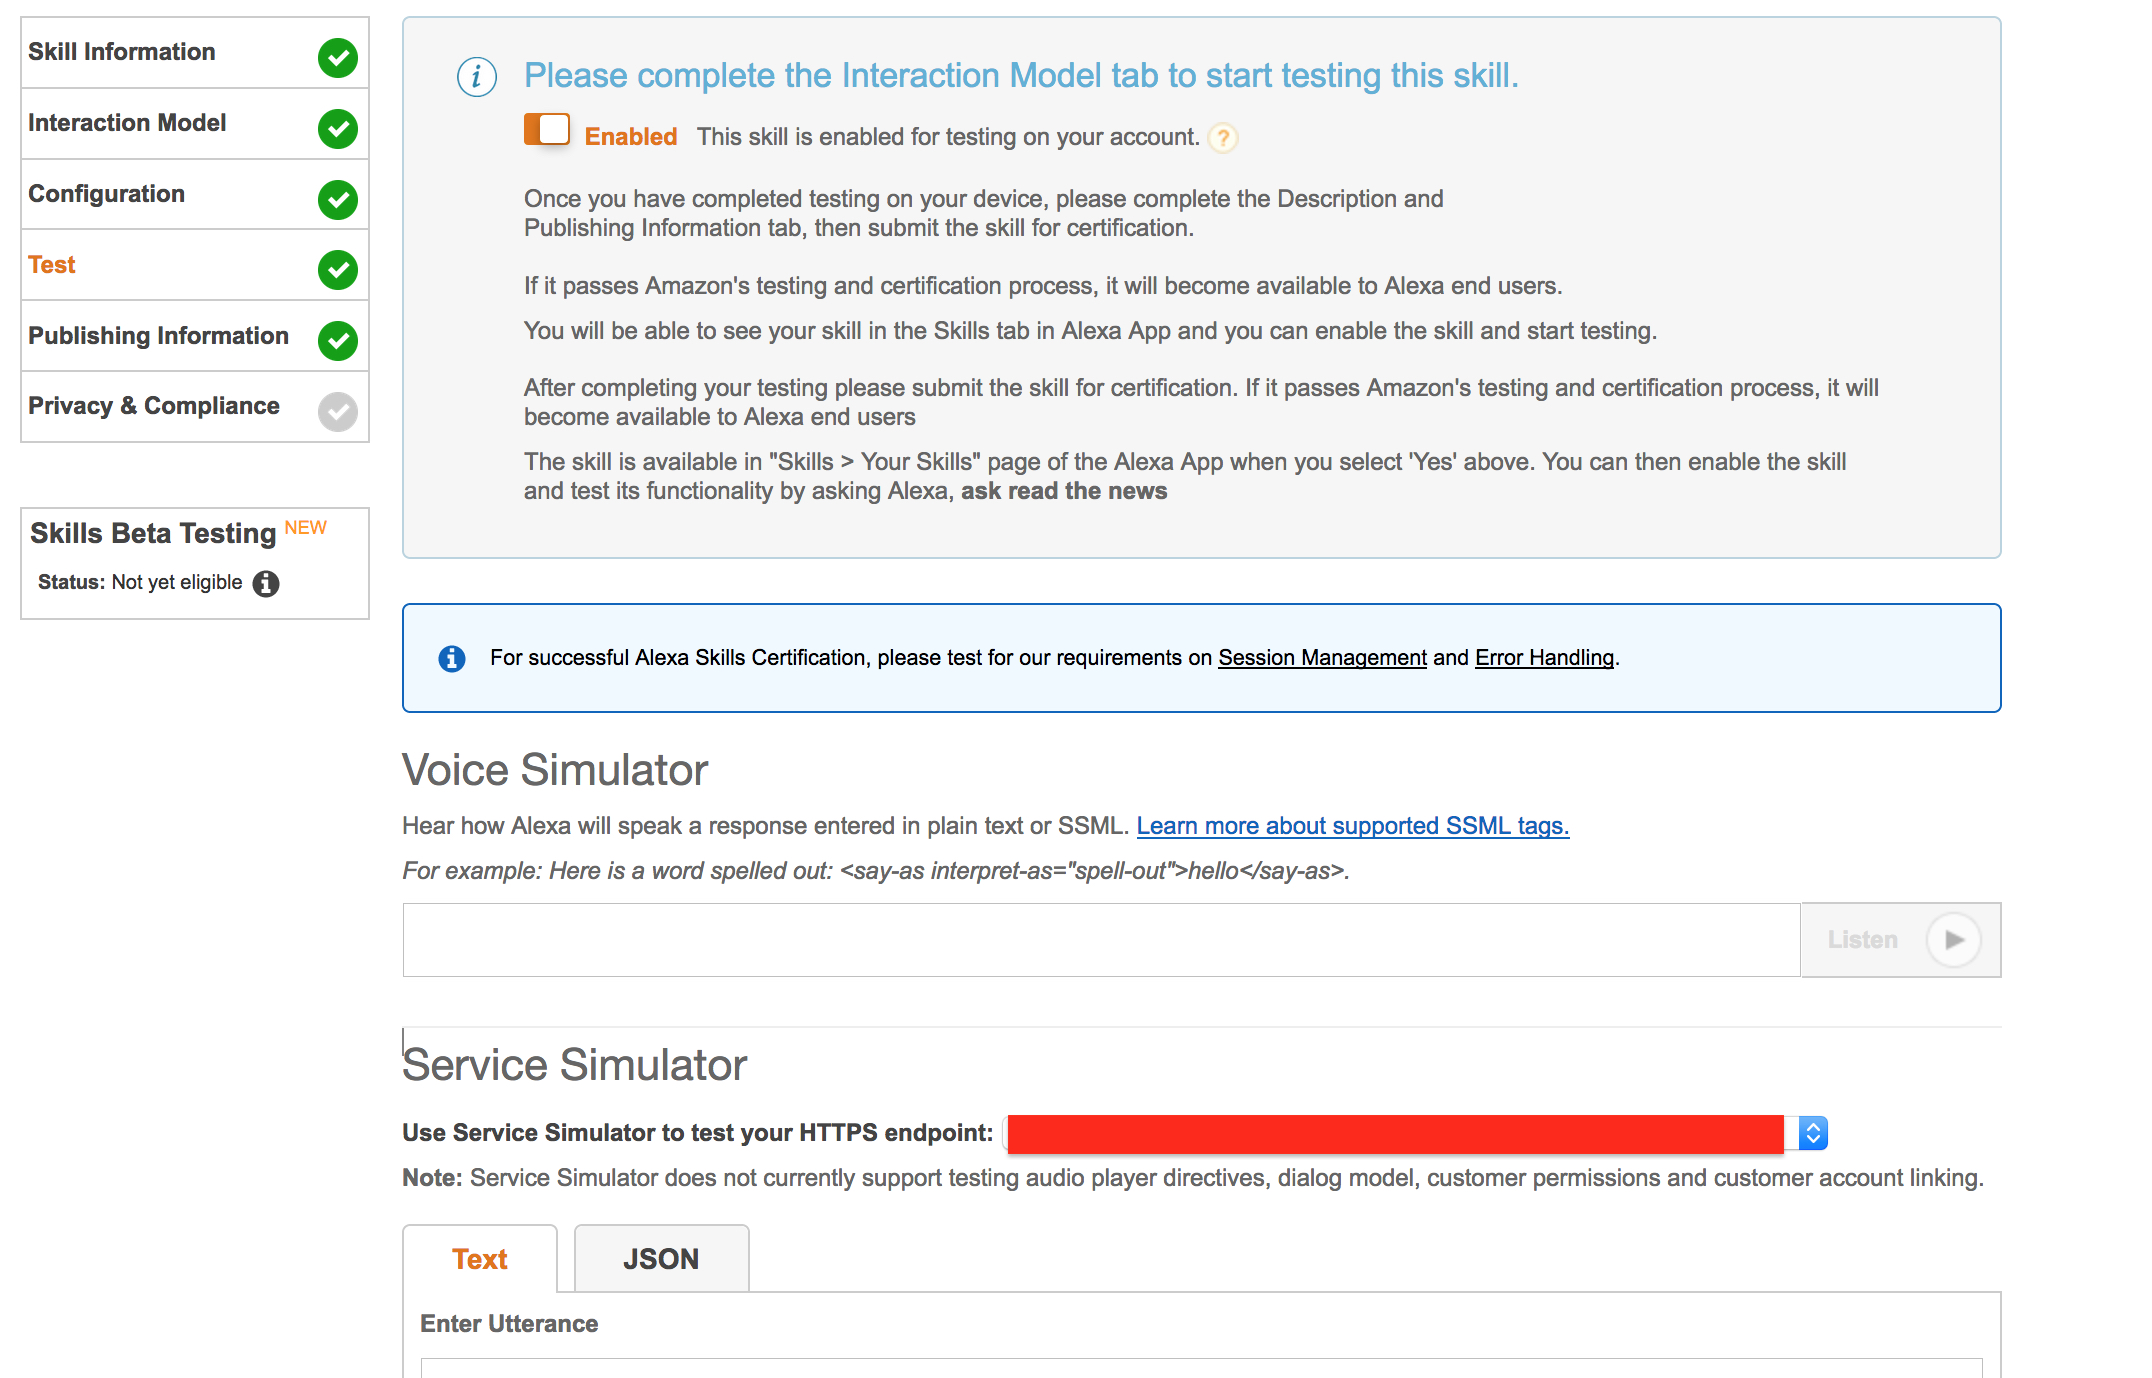 Skill Information
Interaction Model
Configuration
Test
Publishing Information
Privacy & Compliance
Skills Beta Testing NEW
Status: Not yet eligible
Please complete the Interaction Model tab to start testing this skill.
Enabled This skill is enabled for testing on your account. ?
Once you have completed testing on your device, please complete the Description and
Publishing Information tab, then submit the skill for certification.
If it passes Amazon's testing and certification process, it will become available to Alexa end users.
You will be able to see your skill in the Skills tab in Alexa App and you can enable the skill and start testing.
After completing your testing please submit the skill for certification. If it passes Amazon's testing and certification process, it will
become available to Alexa end users
The skill is available in "Skills > Your Skills" page of the Alexa App when you select 'Yes' above. You can then enable the skill
and test its functionality by asking Alexa, ask read the news
For successful Alexa Skills Certification, please test for our requirements on Session Management and Error Handling.
Voice Simulator
Hear how Alexa will speak a response entered in plain text or SSML. Learn more about supported SSML tags.
For example: Here is a word spelled out: <say-as interpret-as="spell-out">hello</say-as>.
Listen
Service Simulator
Use Service Simulator to test your HTTPS endpoint:
Note: Service Simulator does not currently support testing audio player directives, dialog model, customer permissions and customer account linking.
Text
JSON
Enter Utterance